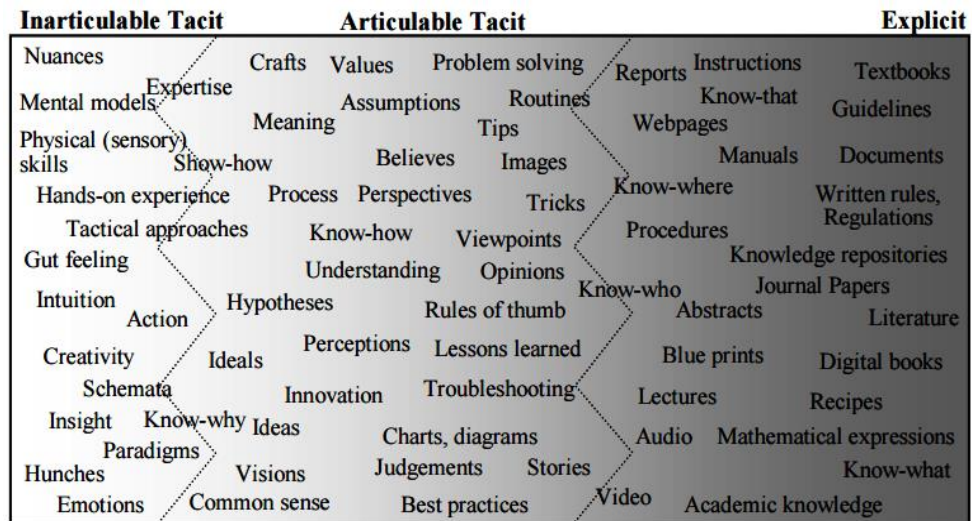 Inarticulable Tacit Articulable Tacit Explicit
Nuances Crafts Values Problem solving Reports Instructions Textbooks
Expertise
Mental models Assumptions Routines Know-that Guidelines
Meaning Tips Webpages
Physical (sensory)
skills Show-how Believes Images Manuals Documents
Hands-on experience Process Perspectives Tricks Know-where Written rules,
Regulations
Tactical approaches Know-how Viewpoints Procedures
Gut feeling Understanding Opinions Knowledge repositories
Intuition Hypotheses Rules of thumb Know-who Abstracts Journal Papers
Action Literature
Creativity Ideals Perceptions Lessons learned Blue prints Digital books
Schemata Innovation Troubleshooting Lectures Recipes
Insight Know-why Ideas Charts, diagrams Audio Mathematical expressions
Paradigms
Hunches Visions Judgements Stories Know-what
Emotions Common sense Best practices Video Academic knowledge